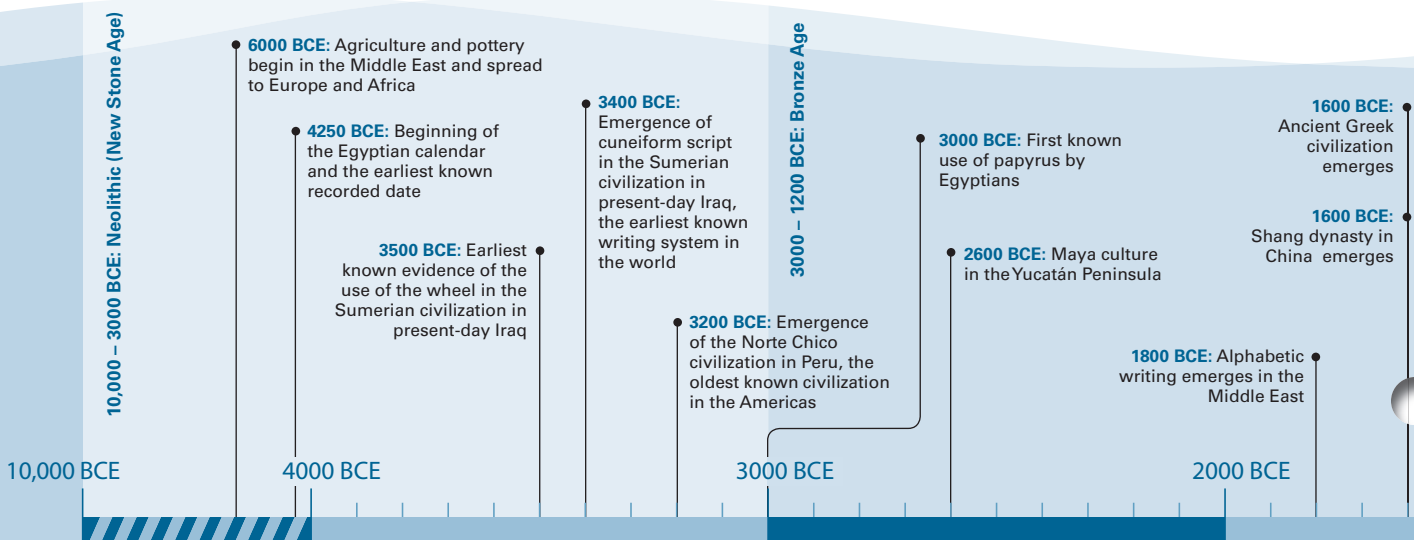 10,000 – 3000 BCE: Neolithic (New Stone Age)
6000 BCE: Agriculture and pottery
begin in the Middle East and spread
to Europe and Africa
4250 BCE: Beginning of
the Egyptian calendar
and the earliest known
recorded date
3500 BCE: Earliest
known evidence of the
use of the wheel in the
Sumerian civilization in
present-day Iraq
3400 BCE:
Emergence of
cuneiform script
in the Sumerian
civilization in
present-day Iraq,
the earliest known
writing system in
the world
3200 BCE: Emergence
of the Norte Chico
civilization in Peru, the
oldest known civilization
in the Americas
3000 – 1200 BCE: Bronze Age
3000 BCE: First known
use of papyrus by
Egyptians
2600 BCE: Maya culture
in the Yucatán Peninsula
1800 BCE: Alphabetic
writing emerges in the
Middle East
1600 BCE:
Ancient Greek
civilization
emerges
1600 BCE:
Shang dynasty in
China emerges
10,000 BCE
4000 BCE
3000 BCE
2000 BCE